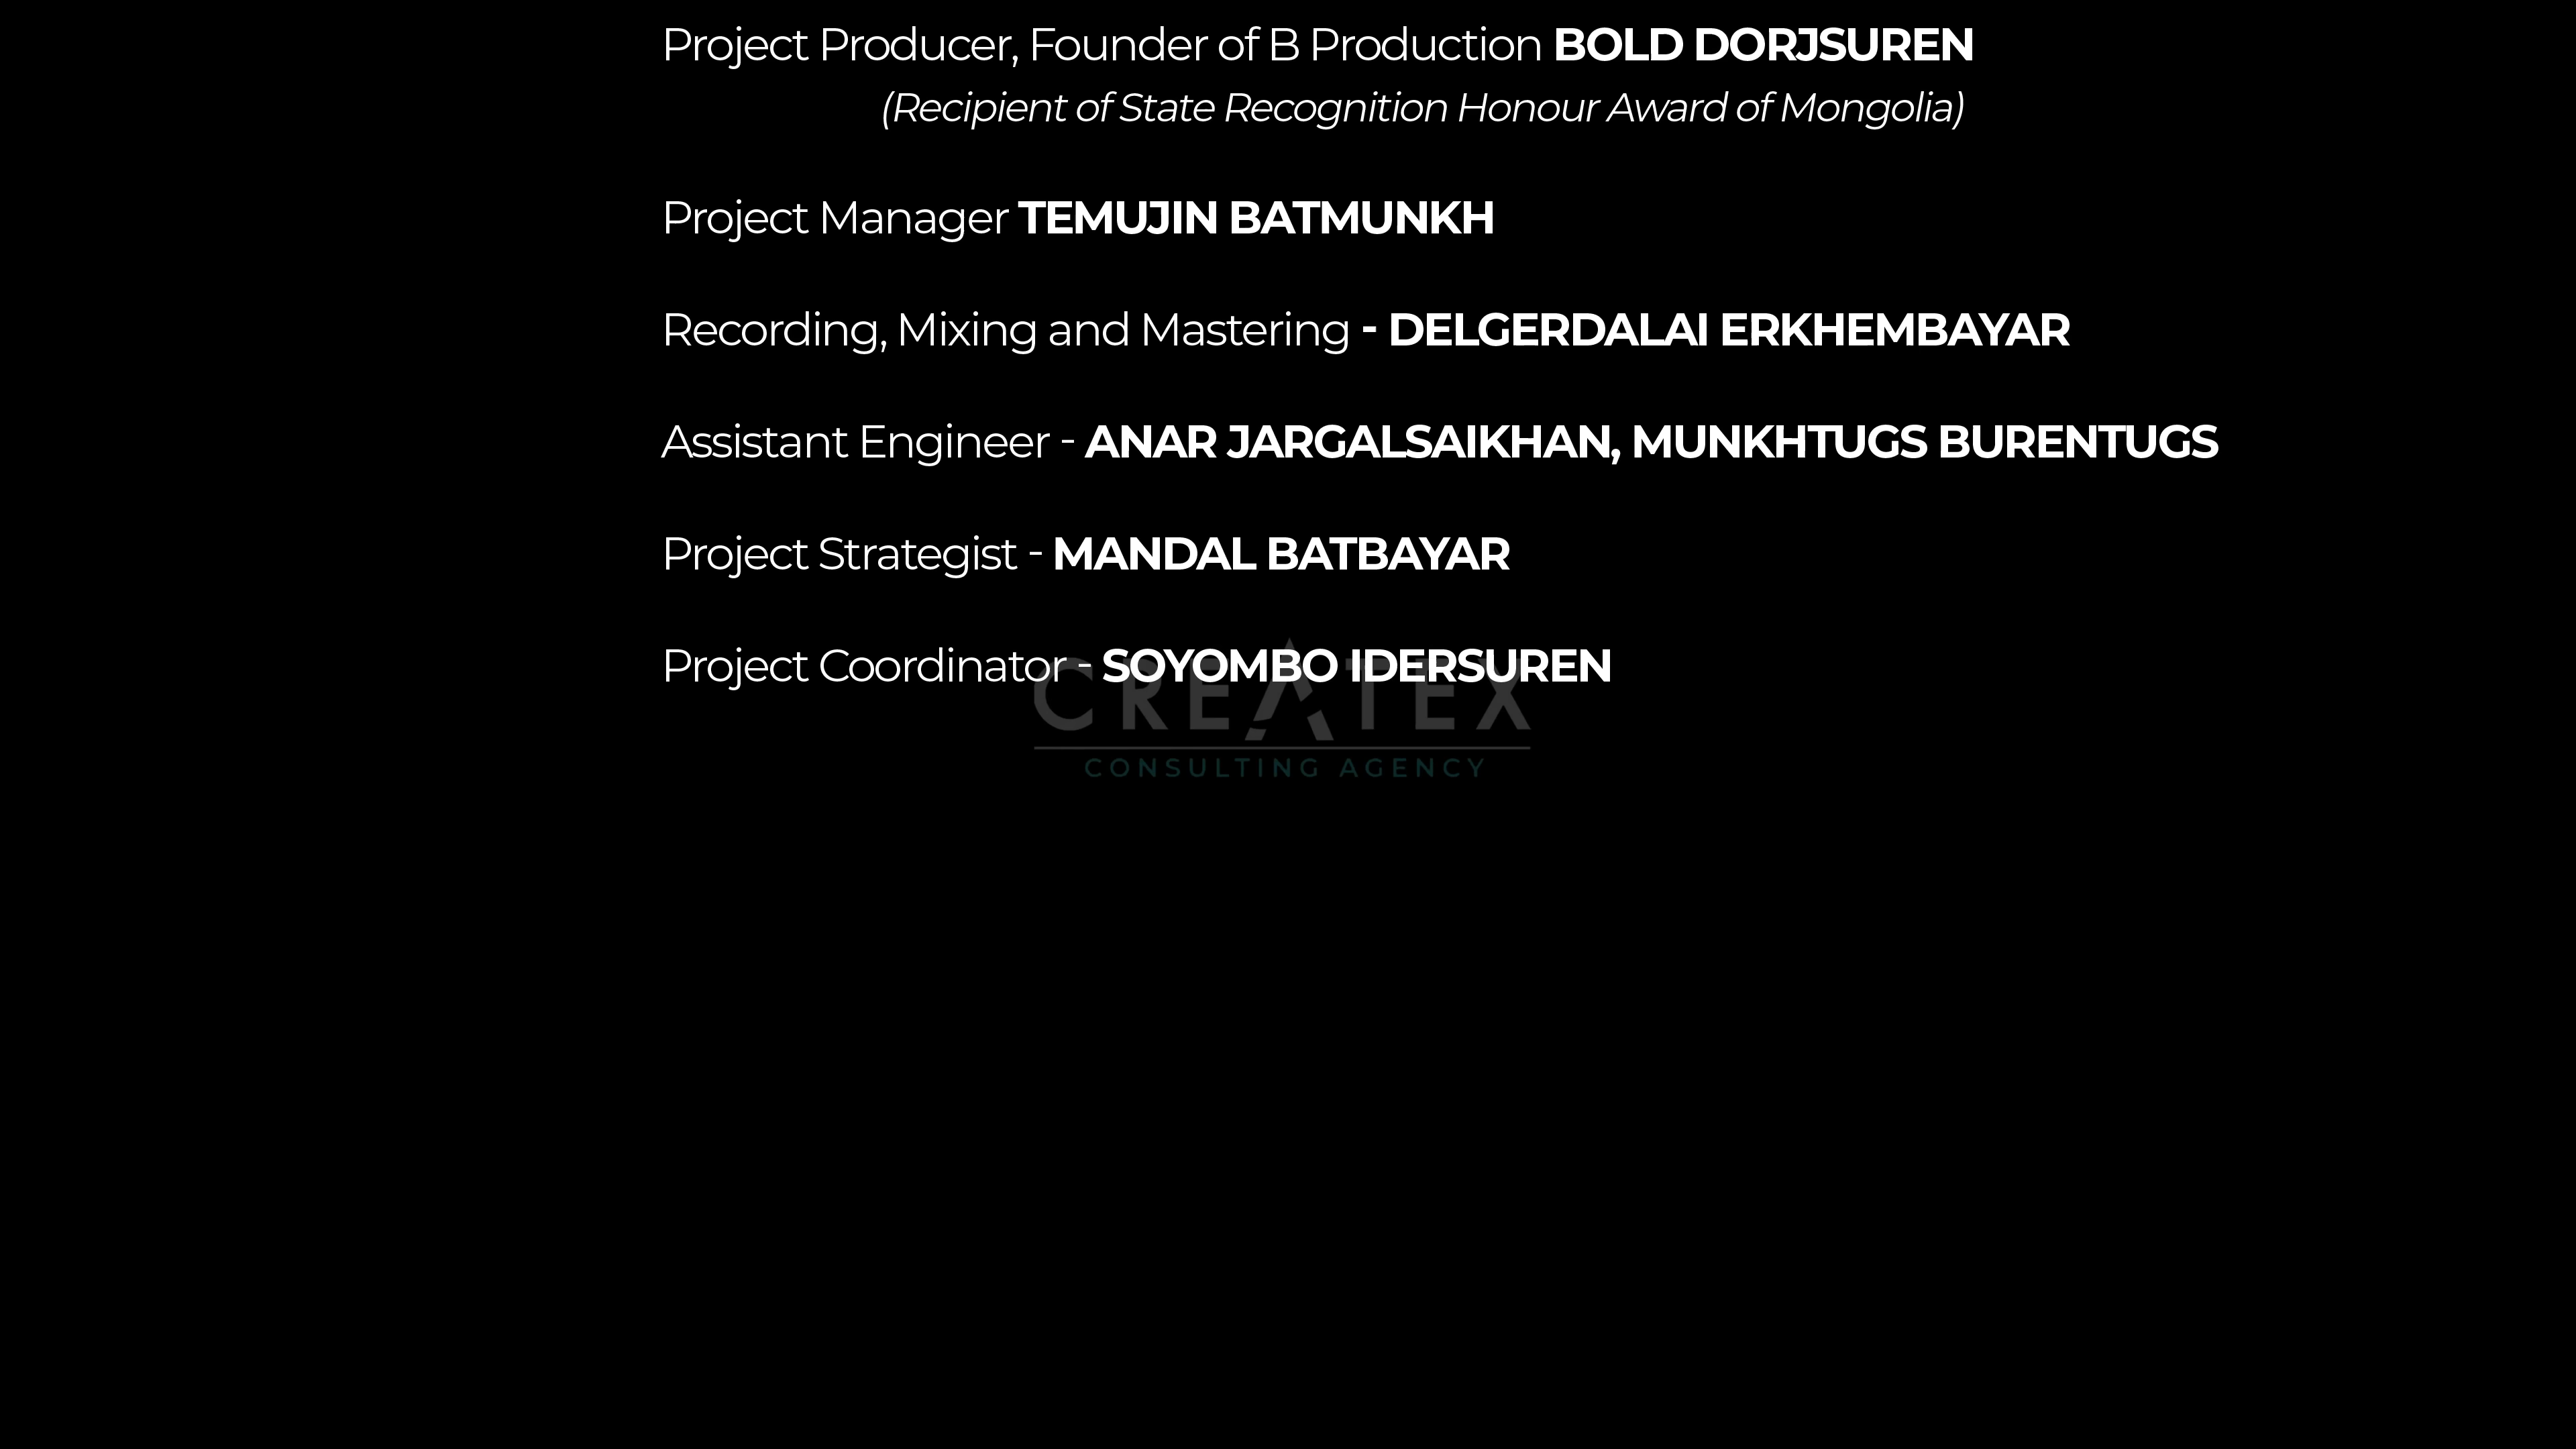 Project Producer, Founder of B Production BOLD DORJSUREN
(Recipient of State Recognition Honour Award of Mongolia)
Project Manager TEMUJIN BATMUNKH
Recording, Mixing and Mastering - DELGERDALAI ERKHEMBAYAR
Assistant Engineer - ANAR JARGALSAIKHAN, MUNKHTUGS BURENTUGS
Project Strategist - MANDAL BATBAYAR
Project Coordinator - SOYOMBO IDERSUREN
CREATEX
CONSULTING AGENCY